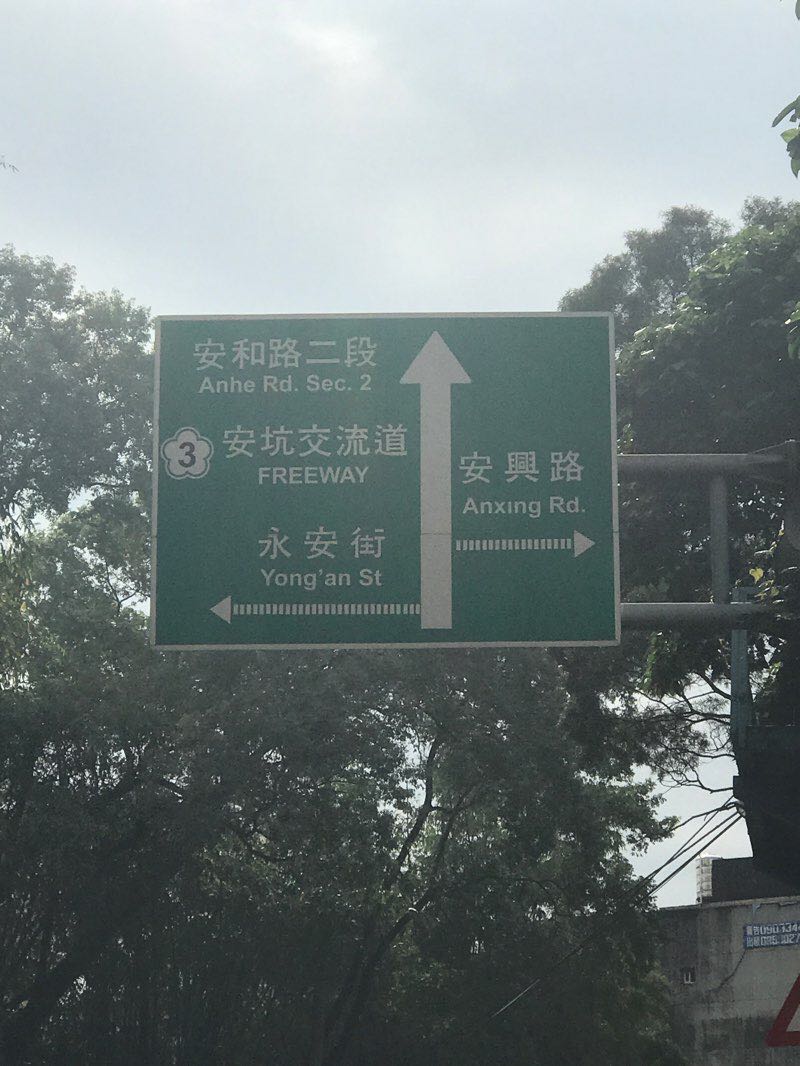 安和路二段
Anhe Rd. Sec. 2
3
安坑交流道
FREEWAY
安興路
Anxıng Rd.
永安街
Yong'an St